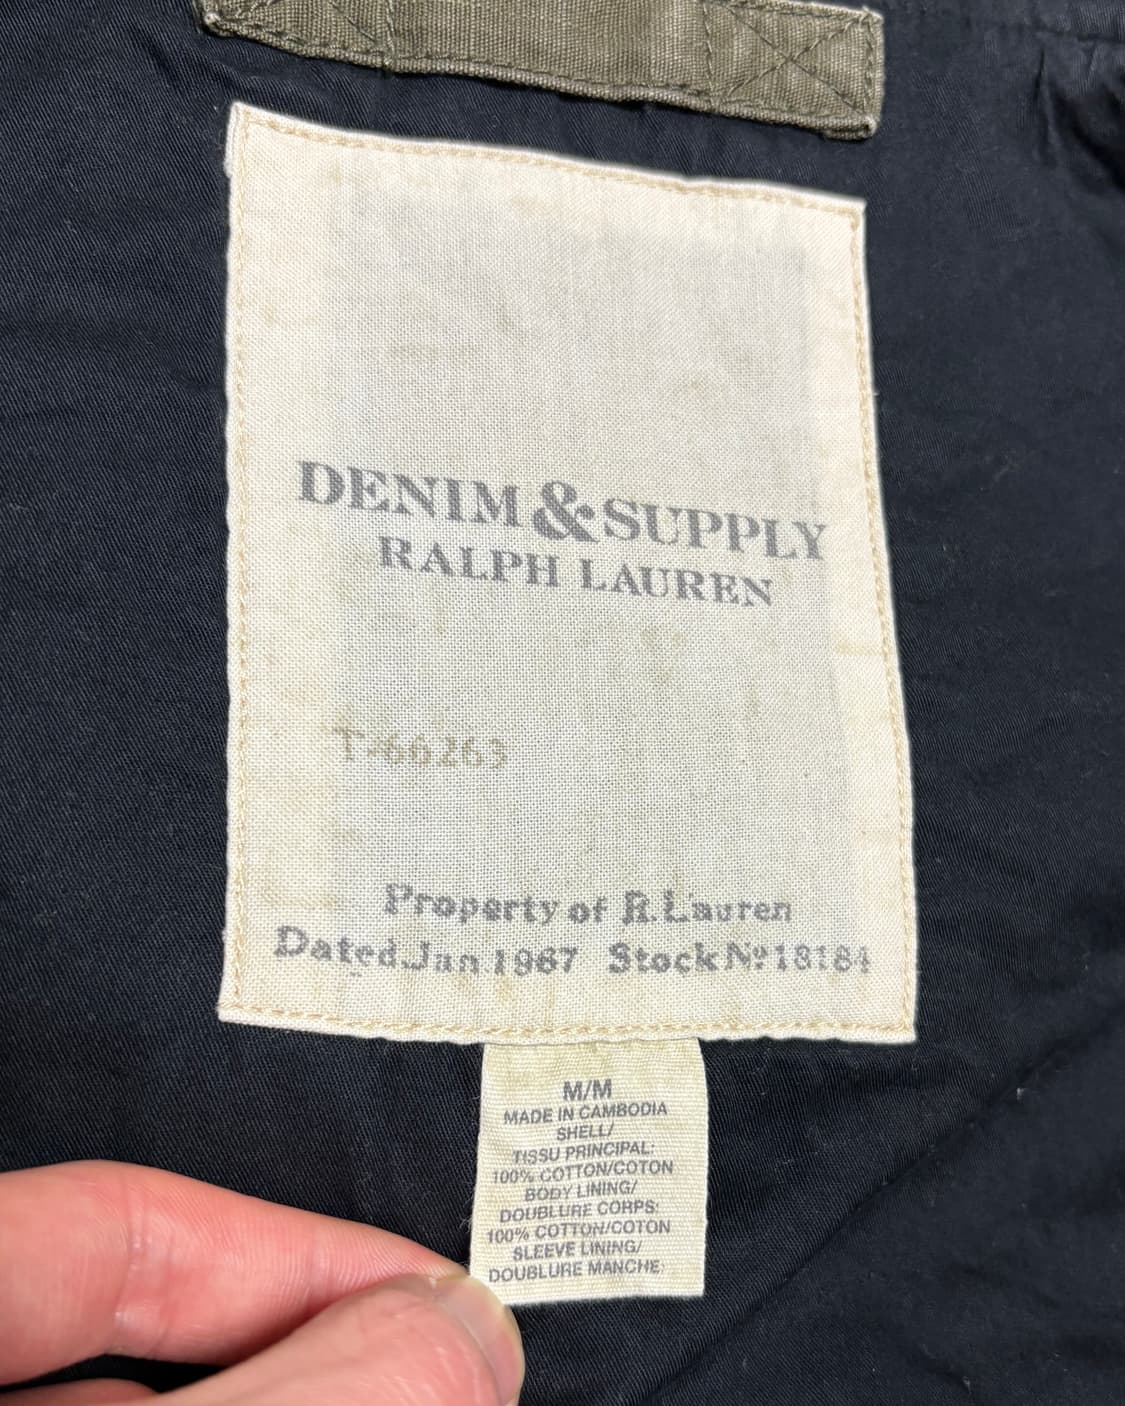 DENIM & SUPPLY
RALPH LAUREN
T-66263
Property of R.Lauren
Dated Jan 1967 Stock Nº 18184
M/M
MADE IN CAMBODIA
SHELL/
TISSU PRINCIPAL:
100% COTTON/COTON
BODY LINING/
DOUBLURE CORPS:
100% COTTON/COTON
SLEEVE LINING/
DOUBLURE MANCHE: